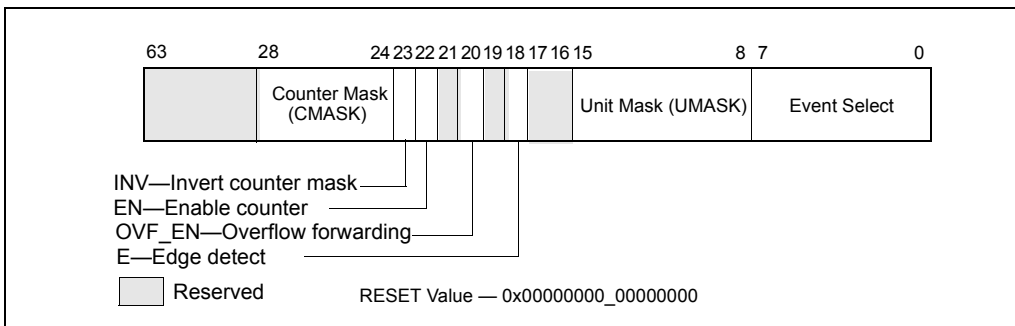 63 28 24 23 22 21 20 19 18 17 16 15 8 7 0
Counter Mask
(CMASK)
Unit Mask (UMASK)
Event Select
INV—Invert counter mask
EN—Enable counter
OVF_EN—Overflow forwarding
E—Edge detect
Reserved
RESET Value — 0x00000000_00000000